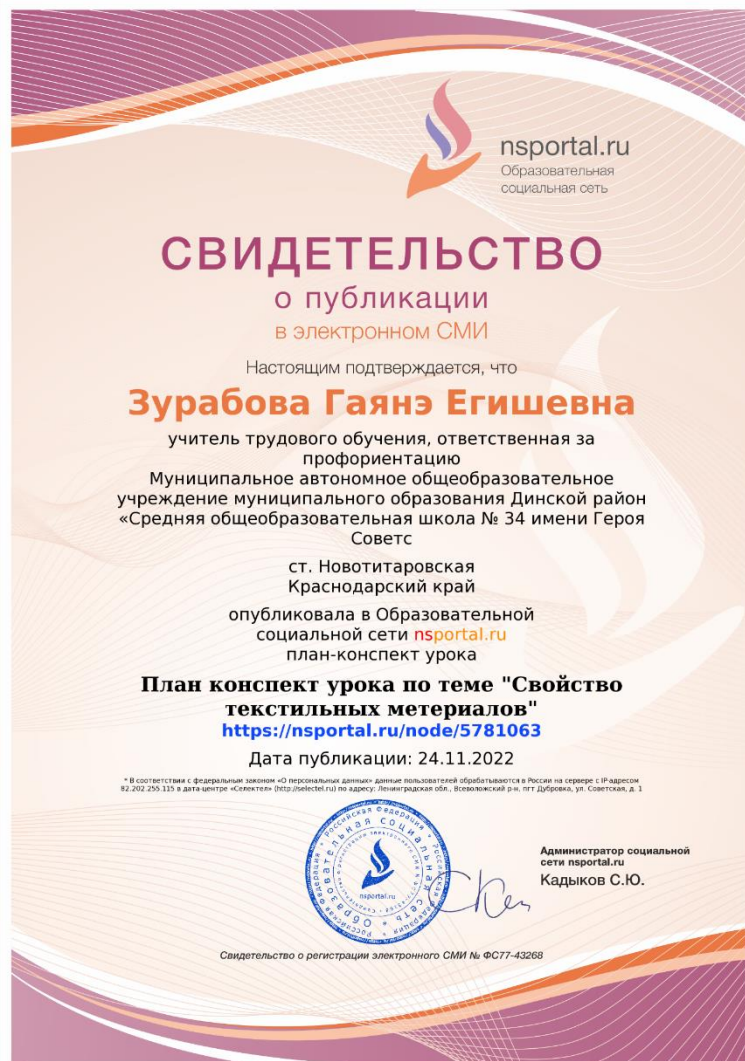 nsportal.ru
Образовательная
социальная сеть
СВИДЕТЕЛЬСТВО
о публикации
в электронном СМИ
Настоящим подтверждается, что
Зурабова Гаянэ Егишевна
учитель трудового обучения, ответственная за
профориентацию
Муниципальное автономное общеобразовательное
учреждение муниципального образования Динской район
«Средняя общеобразовательная школа № 34 имени Героя
Советс
ст. Новотитаровская
Краснодарский край
опубликовала в Образовательной
социальной сети nsportal.ru
план-конспект урока
План конспект урока по теме "Свойство
текстильных метериалов"
https://nsportal.ru/node/5781063
Дата публикации: 24.11.2022
* В соответствии с федеральным законом «О персональных данных» данные пользователей обрабатываются в России на сервере с IP-адресом
82.202.255.115 в дата-центре «Селектел» (http://selectel.ru) по адресу: Ленинградская обл., Всеволожский р-н, пгт Дубровка, ул. Советская, д. 1
Российская Федерация
Образовательная социальная сеть
nsportal.ru
Администратор социальной
сети nsportal.ru
Кадыков С.Ю.
Свидетельство о регистрации электронного СМИ № ФС77-43268